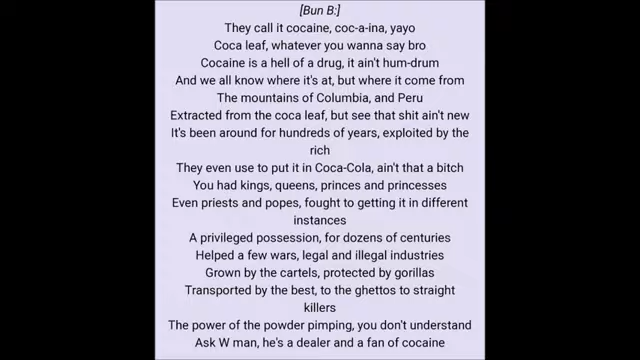 [Bun B:]
They call it cocaine, coc-a-ina, yayo
Coca leaf, whatever you wanna say bro
Cocaine is a hell of a drug, it ain't hum-drum
And we all know where it's at, but where it come from
The mountains of Columbia, and Peru
Extracted from the coca leaf, but see that shit ain't new
It's been around for hundreds of years, exploited by the
rich
They even use to put it in Coca-Cola, ain't that a bitch
You had kings, queens, princes and princesses
Even priests and popes, fought to getting it in different
instances
A privileged possession, for dozens of centuries
Helped a few wars, legal and illegal industries
Grown by the cartels, protected by gorillas
Transported by the best, to the ghettos to straight
killers
The power of the powder pimping, you don't understand
Ask W man, he's a dealer and a fan of cocaine